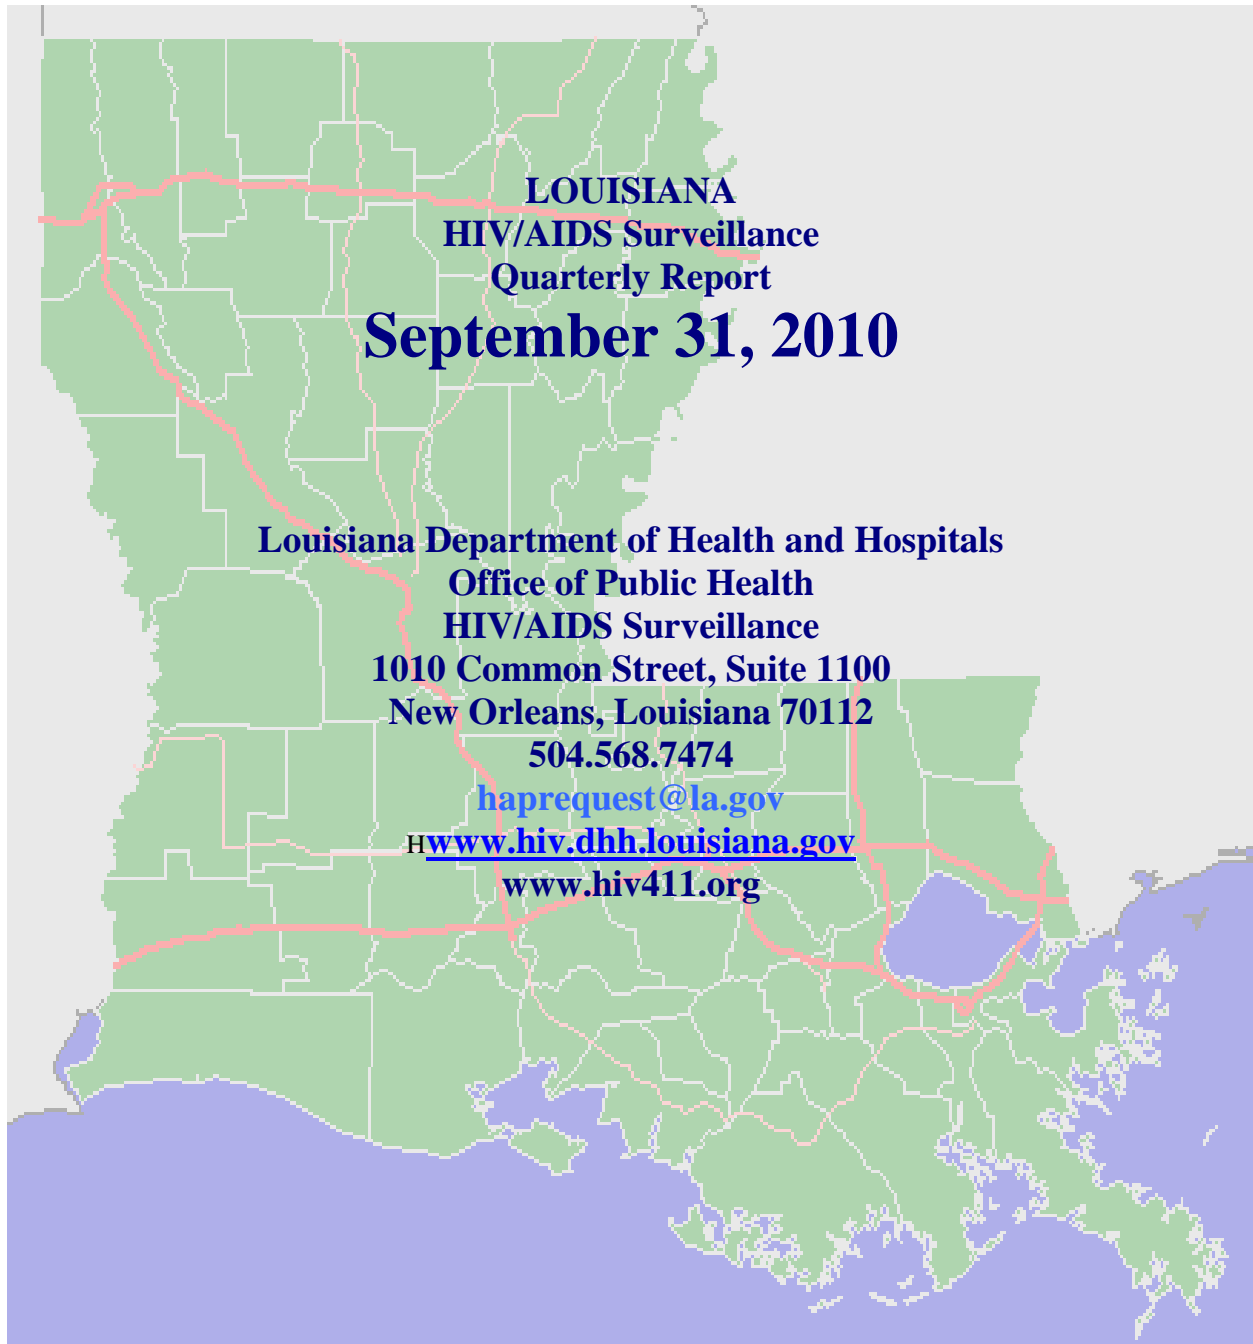 LOUISIANA
HIV/AIDS Surveillance
Quarterly Report
September 31, 2010
Louisiana Department of Health and Hospitals
Office of Public Health
HIV/AIDS Surveillance
1010 Common Street, Suite 1100
New Orleans, Louisiana 70112
504.568.7474
haprequest@la.gov
Hwww.hiv.dhh.louisiana.gov
www.hiv411.org